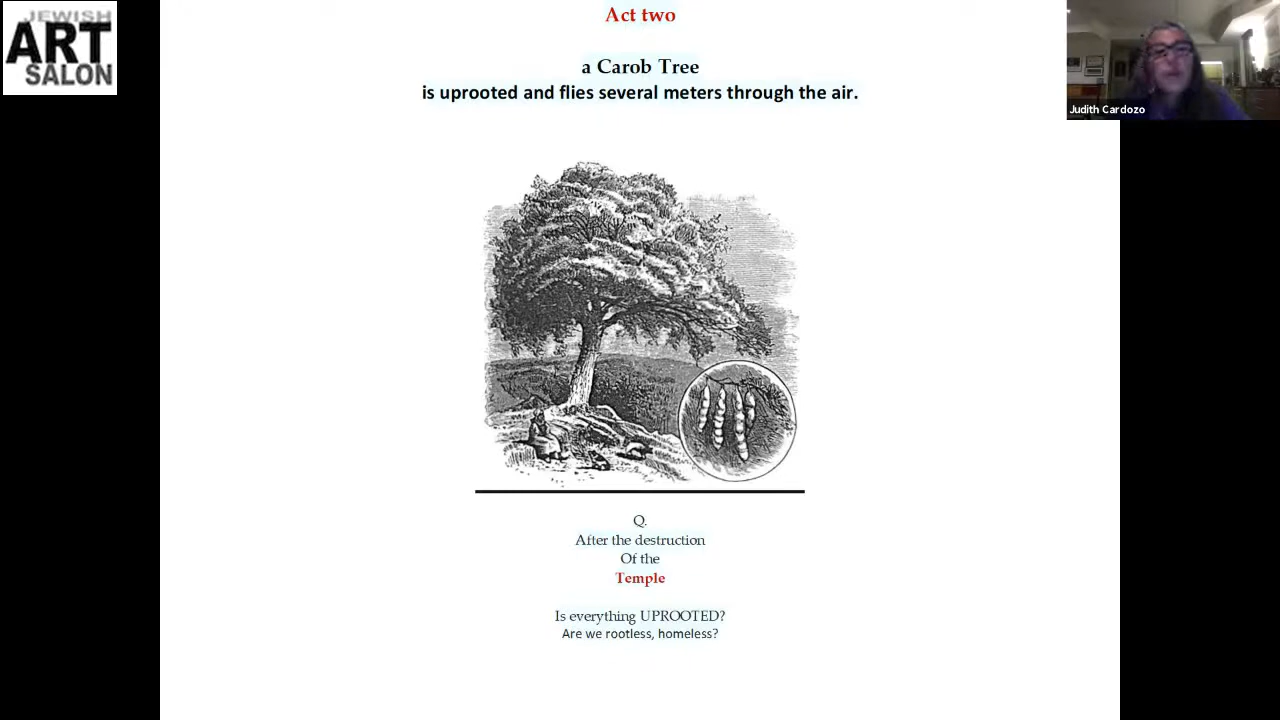 JEWISH
ART
SALON
Act two
a Carob Tree
is uprooted and flies several meters through the air.
Judith Cardozo
Q.
After the destruction
Of the
Temple
Is everything UPROOTED?
Are we rootless, homeless?